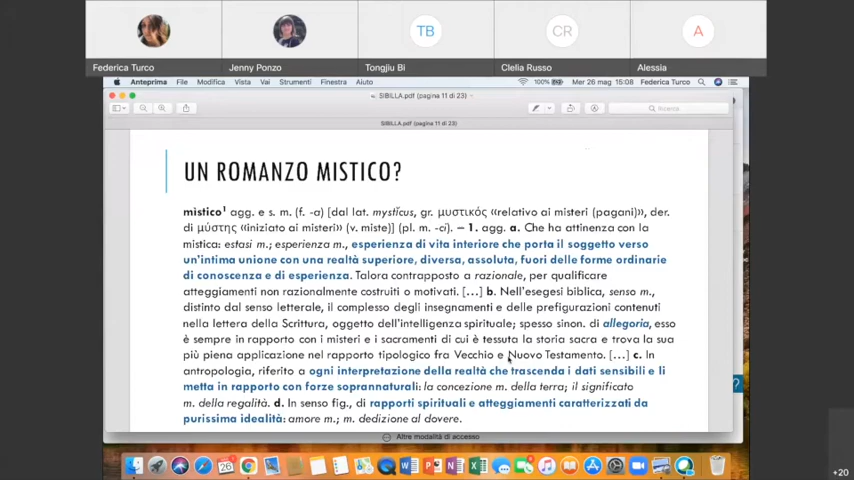 TB
CR
A
Federica Turco
Jenny Ponzo
Tongjiu Bi
Clelia Russo
Alessia
Anteprima File Modifica Vista Vai Strumenti Finestra Aiuto 100% Mer 26 mag 15:08 Federica Turco
SIBILLA.pdf (pagina 11 di 23)
Ricerca
SIBILLA.pdf (pagina 11 di 23)
UN ROMANZO MISTICO?
mìstico¹ agg. e s. m. (f. -a) [dal lat. mystĭcus, gr. μυστικός «relativo ai misteri (pagani)», der.
di μύστης «iniziato ai misteri» (v. miste)] (pl. m. -ci). – 1. agg. a. Che ha attinenza con la
mistica: estasi m.; esperienza m., esperienza di vita interiore che porta il soggetto verso
un'intima unione con una realtà superiore, diversa, assoluta, fuori delle forme ordinarie
di conoscenza e di esperienza. Talora contrapposto a razionale, per qualificare
atteggiamenti non razionalmente costruiti o motivati. [...] b. Nell'esegesi biblica, senso m.,
distinto dal senso letterale, il complesso degli insegnamenti e delle prefigurazioni contenuti
nella lettera della Scrittura, oggetto dell'intelligenza spirituale; spesso sinon. di allegoria, esso
è sempre in rapporto con i misteri e i sacramenti di cui è tessuta la storia sacra e trova la sua
più piena applicazione nel rapporto tipologico fra Vecchio e Nuovo Testamento. [...] c. In
antropologia, riferito a ogni interpretazione della realtà che trascenda i dati sensibili e li
metta in rapporto con forze soprannaturali: la concezione m. della terra; il significato
m. della regalità. d. In senso fig., di rapporti spirituali e atteggiamenti caratterizzati da
purissima idealità: amore m.; m. dedizione al dovere.
Altre modalità di accesso
+20